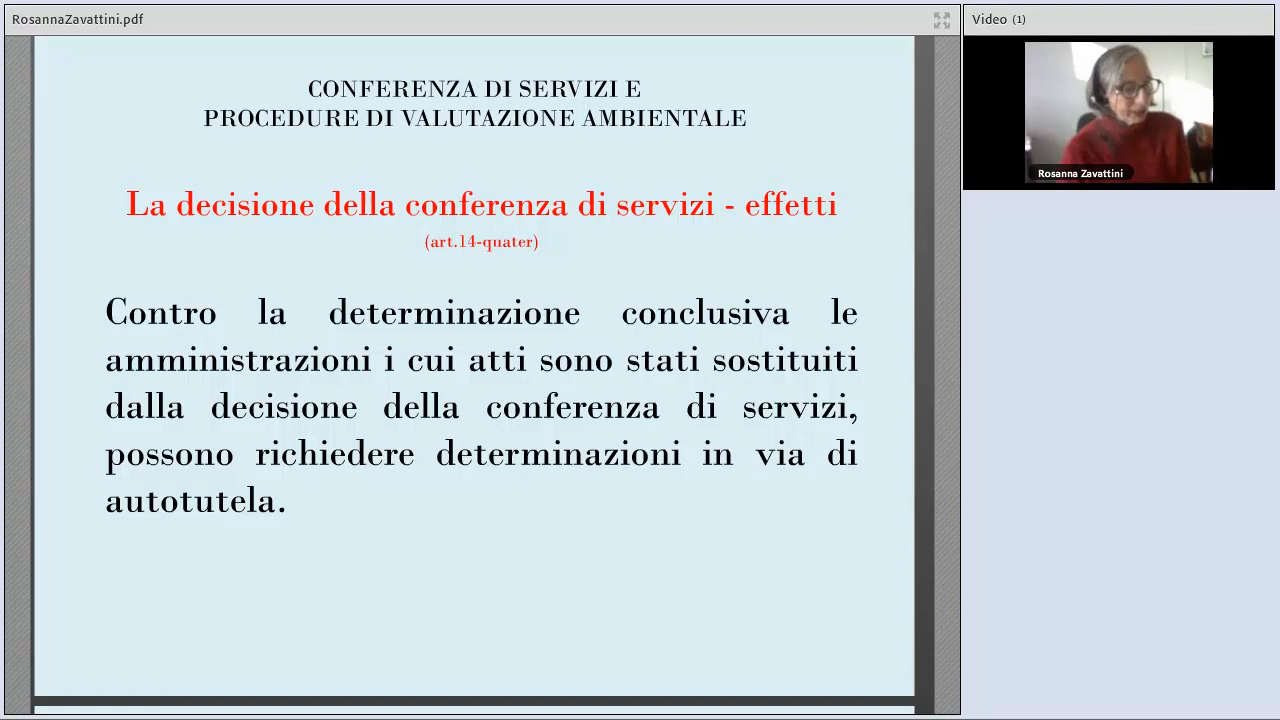 RosannaZavattini.pdf
Video (1)
CONFERENZA DI SERVIZI E
PROCEDURE DI VALUTAZIONE AMBIENTALE
La decisione della conferenza di servizi - effetti
(art.14-quater)
Contro la determinazione conclusiva le
amministrazioni i cui atti sono stati sostituiti
dalla decisione della conferenza di servizi,
possono richiedere determinazioni in via di
autotutela.
Rosanna Zavattini